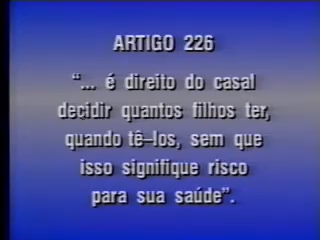 ARTIGO 226
“... é direito do casal
decidir quantos filhos ter,
quando tê–los, sem que
isso signifique risco
para sua saúde”.